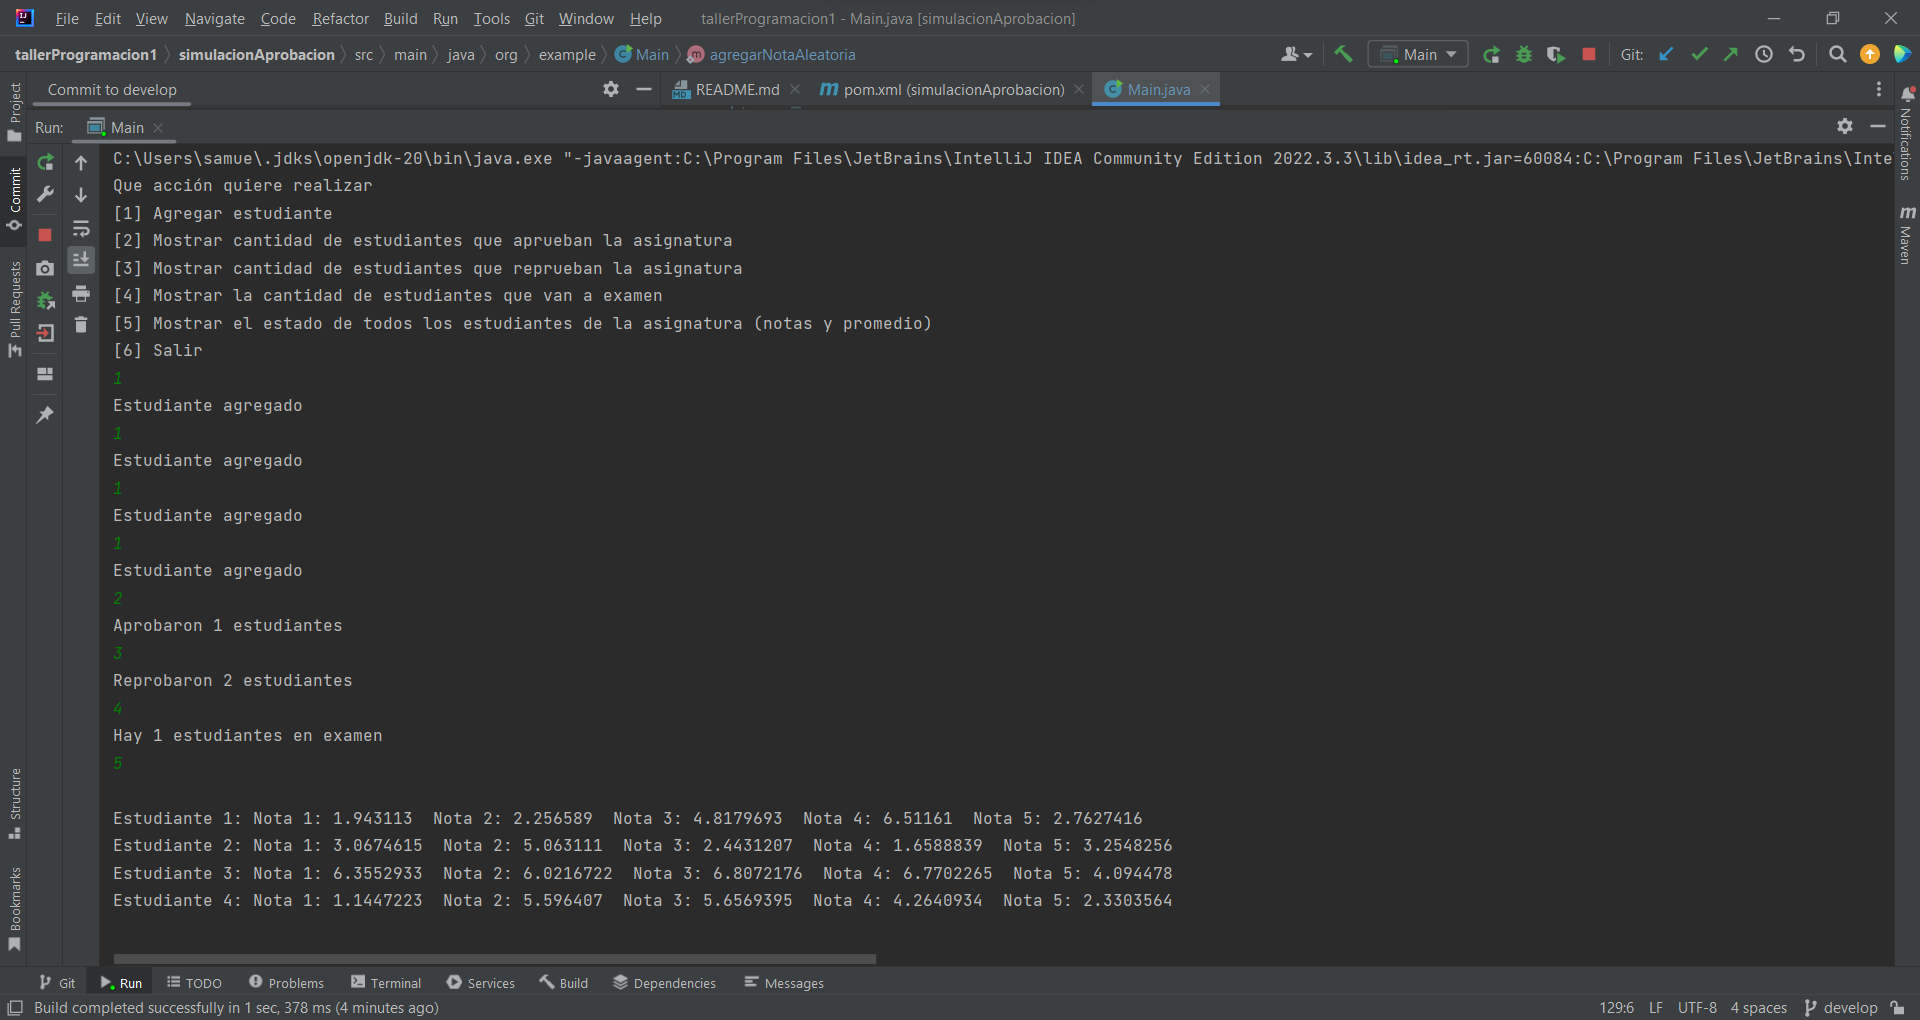 File Edit View Navigate Code Refactor Build Run Tools Git Window Help tallerProgramacion1 - Main.java [simulacionAprobacion]
tallerProgramacion1 simulacionAprobacion src main java org example Main agregarNotaAleatoria Main Git:
Commit to develop README.md pom.xml (simulacionAprobacion) Main.java
Run: Main
C:\Users\samue\.jdks\openjdk-20\bin\java.exe "-javaagent:C:\Program Files\JetBrains\IntelliJ IDEA Community Edition 2022.3.3\lib\idea_rt.jar=60084:C:\Program Files\JetBrains\Inte
Que acción quiere realizar
[1] Agregar estudiante
[2] Mostrar cantidad de estudiantes que aprueban la asignatura
[3] Mostrar cantidad de estudiantes que reprueban la asignatura
[4] Mostrar la cantidad de estudiantes que van a examen
[5] Mostrar el estado de todos los estudiantes de la asignatura (notas y promedio)
[6] Salir
1
Estudiante agregado
1
Estudiante agregado
1
Estudiante agregado
1
Estudiante agregado
2
Aprobaron 1 estudiantes
3
Reprobaron 2 estudiantes
4
Hay 1 estudiantes en examen
5
Estudiante 1: Nota 1: 1.943113 Nota 2: 2.256589 Nota 3: 4.8179693 Nota 4: 6.51161 Nota 5: 2.7627416
Estudiante 2: Nota 1: 3.0674615 Nota 2: 5.063111 Nota 3: 2.4431207 Nota 4: 1.6588839 Nota 5: 3.2548256
Estudiante 3: Nota 1: 6.3552933 Nota 2: 6.0216722 Nota 3: 6.8072176 Nota 4: 6.7702265 Nota 5: 4.094478
Estudiante 4: Nota 1: 1.1447223 Nota 2: 5.596407 Nota 3: 5.6569395 Nota 4: 4.2640934 Nota 5: 2.3303564
Project
Commit
Pull Requests
Structure
Bookmarks
Notifications
Maven
Git Run TODO Problems Terminal Services Build Dependencies Messages
Build completed successfully in 1 sec, 378 ms (4 minutes ago) 129:6 LF UTF-8 4 spaces develop